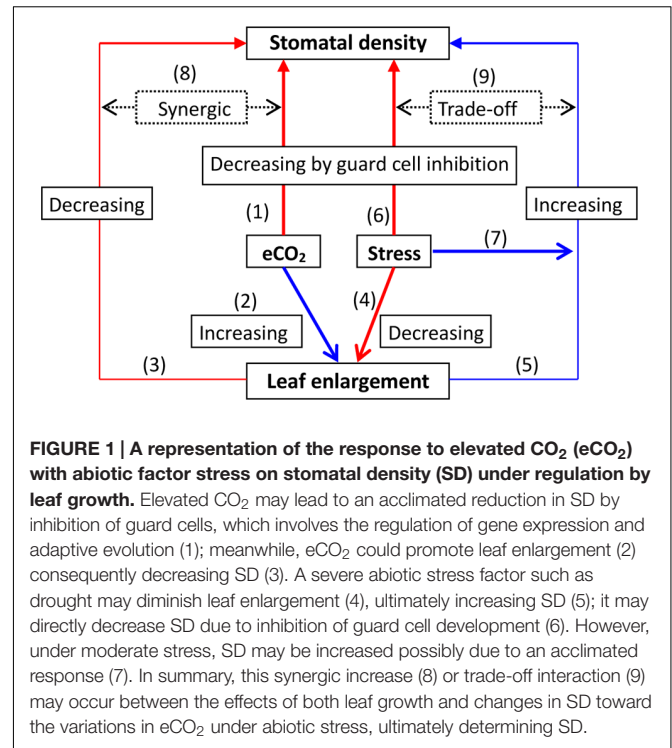 Stomatal density
(8)
(9)
Synergic
Trade-off
Decreasing by guard cell inhibition
Decreasing
(1)
(6)
Increasing
(7)
eCO₂
Stress
(2)
(4)
Increasing
Decreasing
(3)
(5)
Leaf enlargement
FIGURE 1 | A representation of the response to elevated CO₂ (eCO₂)
with abiotic factor stress on stomatal density (SD) under regulation by
leaf growth. Elevated CO₂ may lead to an acclimated reduction in SD by
inhibition of guard cells, which involves the regulation of gene expression and
adaptive evolution (1); meanwhile, eCO₂ could promote leaf enlargement (2)
consequently decreasing SD (3). A severe abiotic stress factor such as
drought may diminish leaf enlargement (4), ultimately increasing SD (5); it may
directly decrease SD due to inhibition of guard cell development (6). However,
under moderate stress, SD may be increased possibly due to an acclimated
response (7). In summary, this synergic increase (8) or trade-off interaction (9)
may occur between the effects of both leaf growth and changes in SD toward
the variations in eCO₂ under abiotic stress, ultimately determining SD.